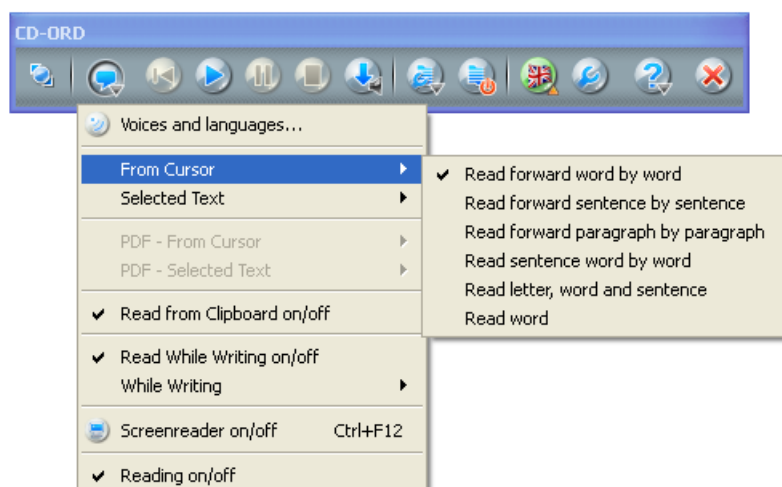 CD-ORD
Voices and languages...
From Cursor
Selected Text
PDF - From Cursor
PDF - Selected Text
Read from Clipboard on/off
Read While Writing on/off
While Writing
Screenreader on/off Ctrl+F12
Reading on/off
Read forward word by word
Read forward sentence by sentence
Read forward paragraph by paragraph
Read sentence word by word
Read letter, word and sentence
Read word